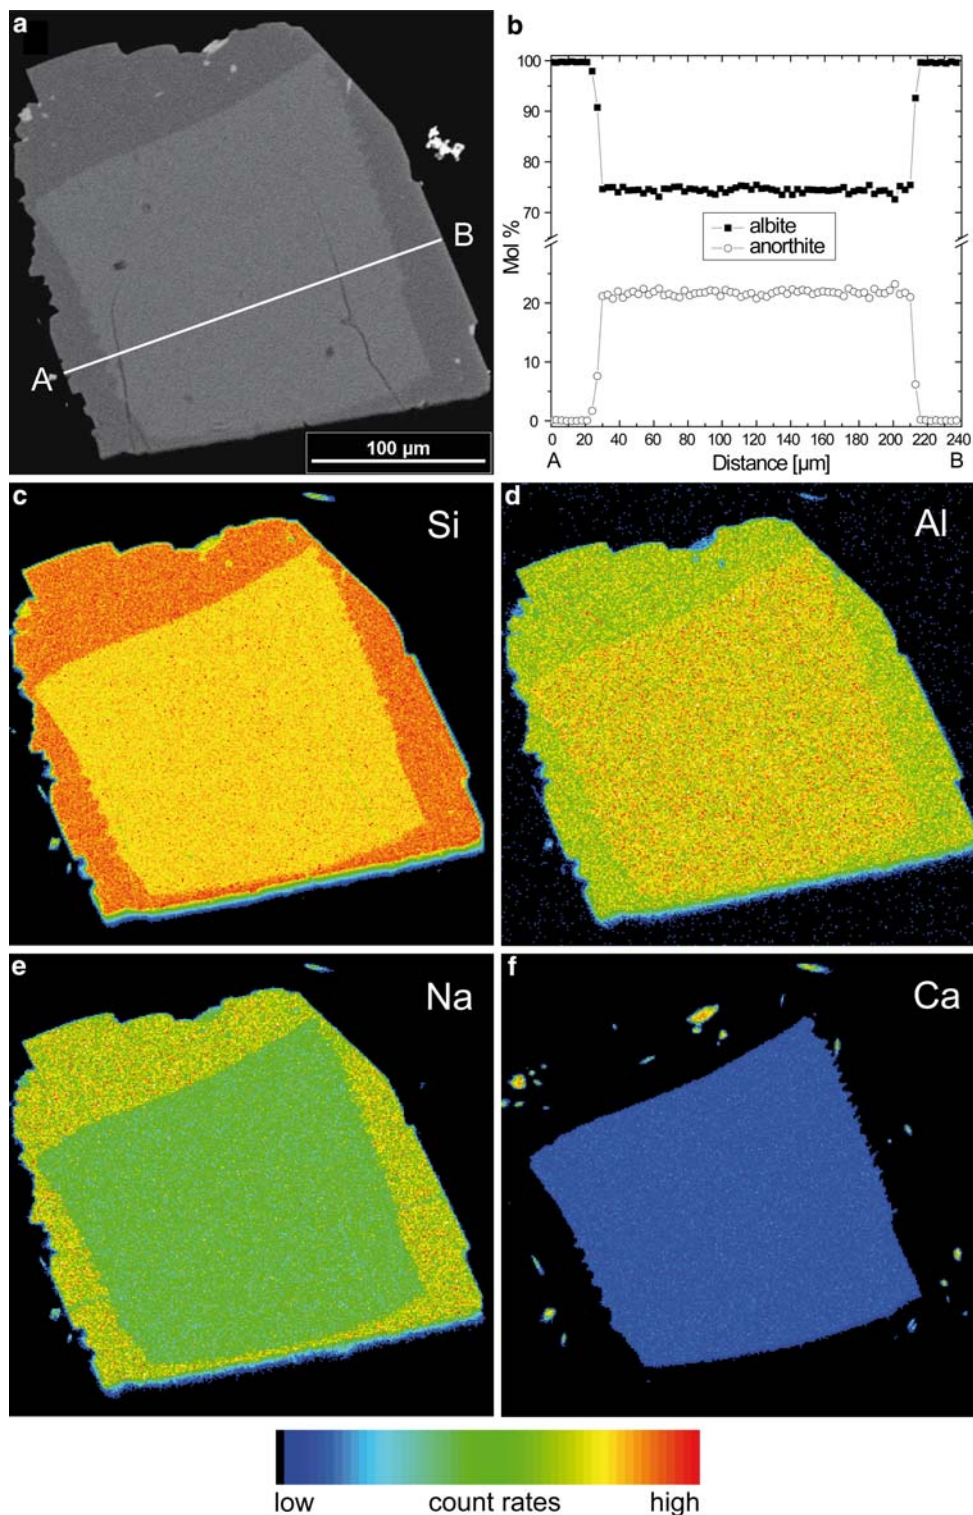 a
B
A
100 µm
b
100
90
80
70
20
10
0
Mol %
albite
anorthite
0 20 40 60 80 100 120 140 160 180 200 220 240
A Distance [µm] B
c Si
d Al
e Na
f Ca
low count rates high